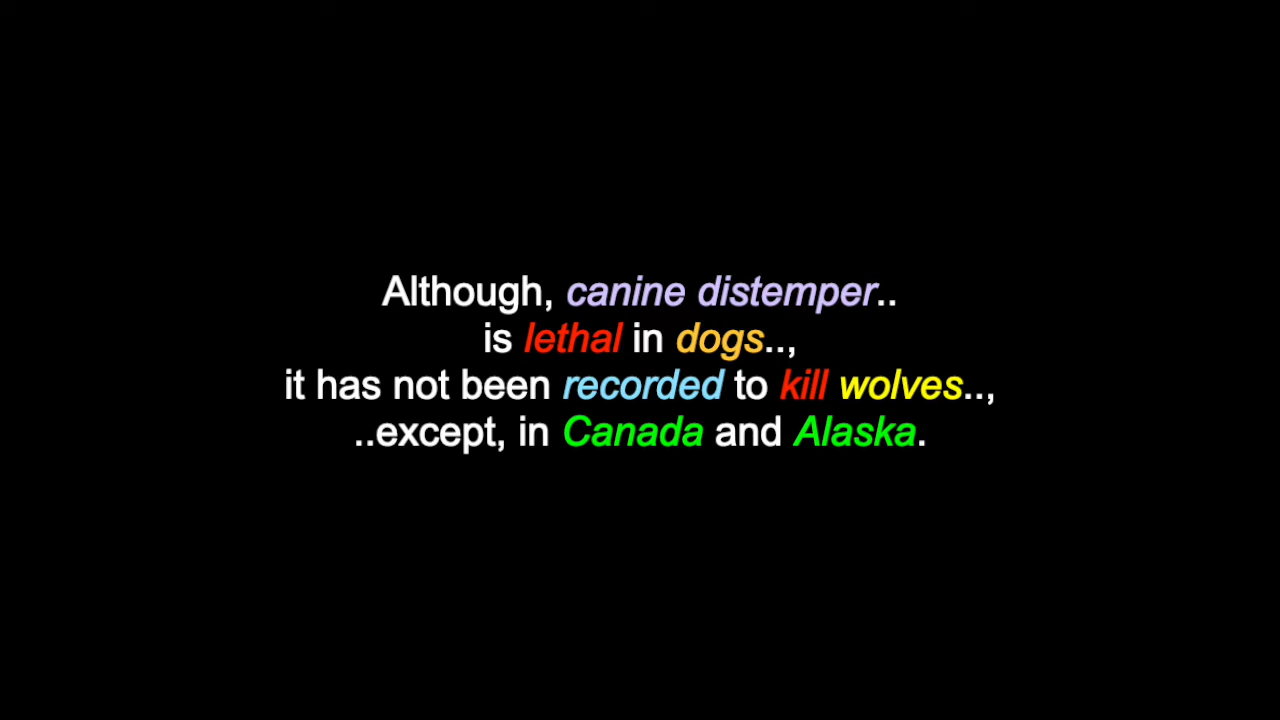 Although, canine distemper..
is lethal in dogs..,
it has not been recorded to kill wolves..,
..except, in Canada and Alaska.